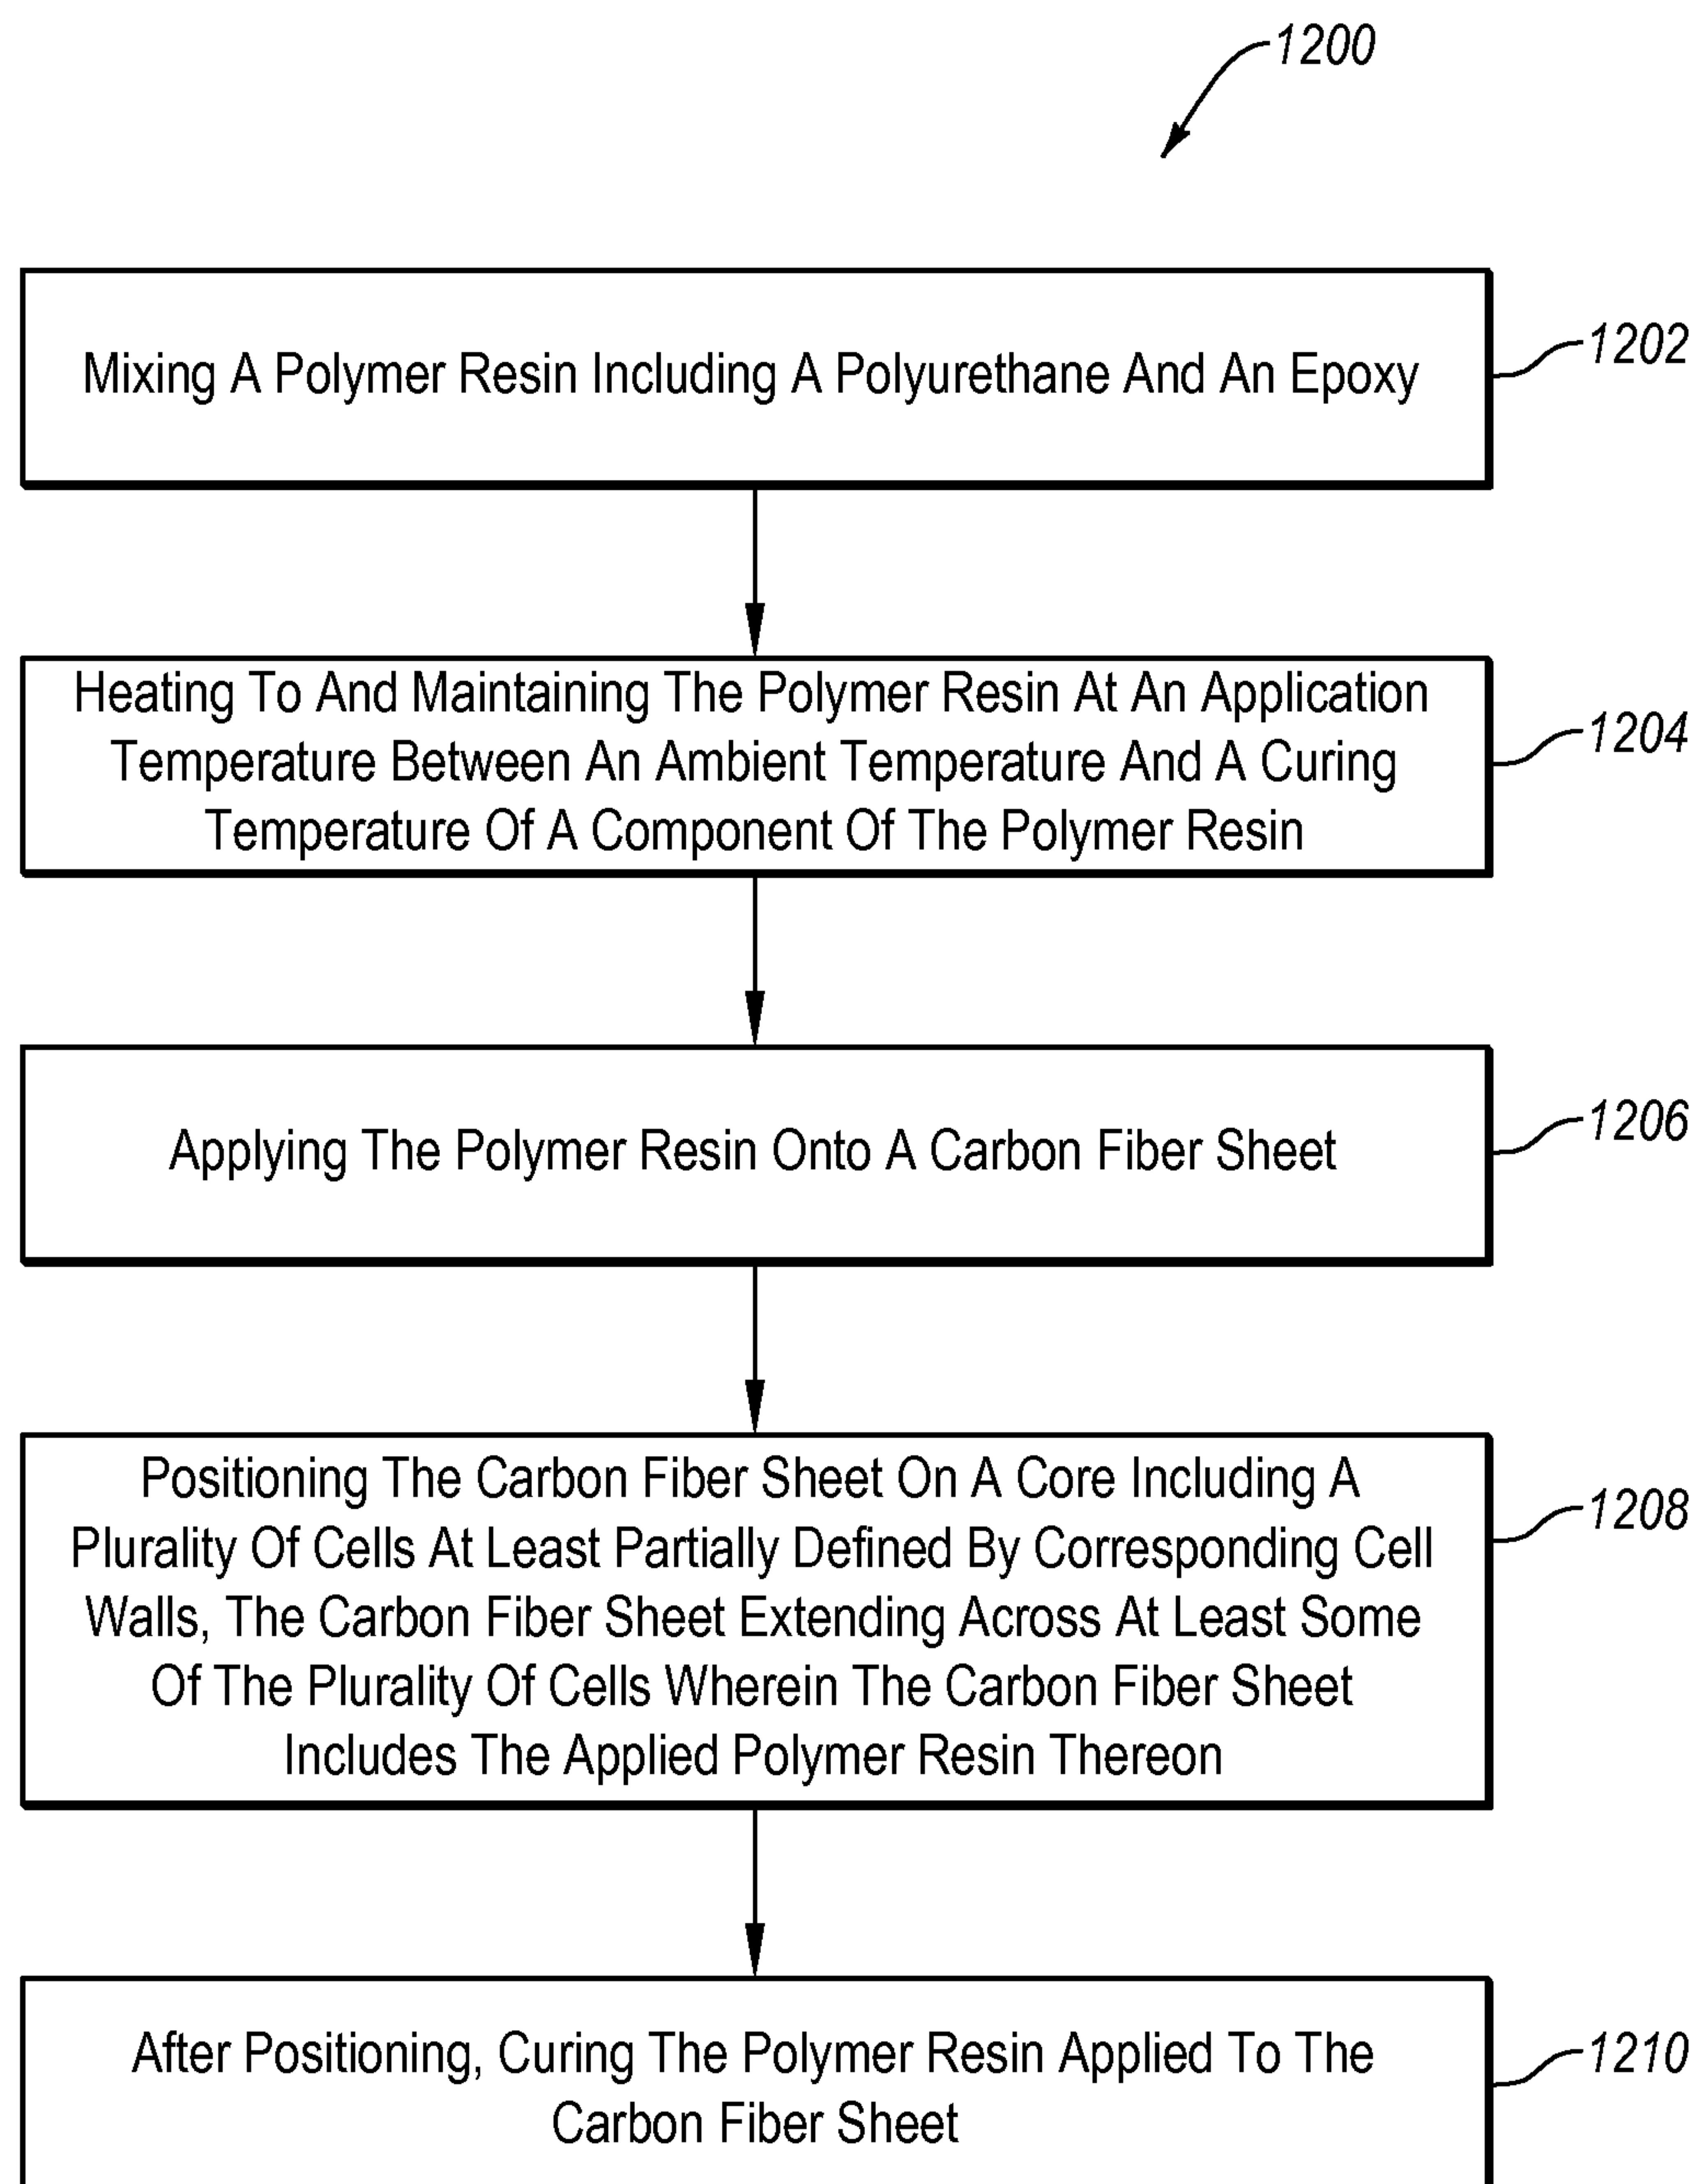 1200
Mixing A Polymer Resin Including A Polyurethane And An Epoxy
1202
Heating To And Maintaining The Polymer Resin At An Application
Temperature Between An Ambient Temperature And A Curing
Temperature Of A Component Of The Polymer Resin
1204
Applying The Polymer Resin Onto A Carbon Fiber Sheet
1206
Positioning The Carbon Fiber Sheet On A Core Including A
Plurality Of Cells At Least Partially Defined By Corresponding Cell
Walls, The Carbon Fiber Sheet Extending Across At Least Some
Of The Plurality Of Cells Wherein The Carbon Fiber Sheet
Includes The Applied Polymer Resin Thereon
1208
After Positioning, Curing The Polymer Resin Applied To The
Carbon Fiber Sheet
1210